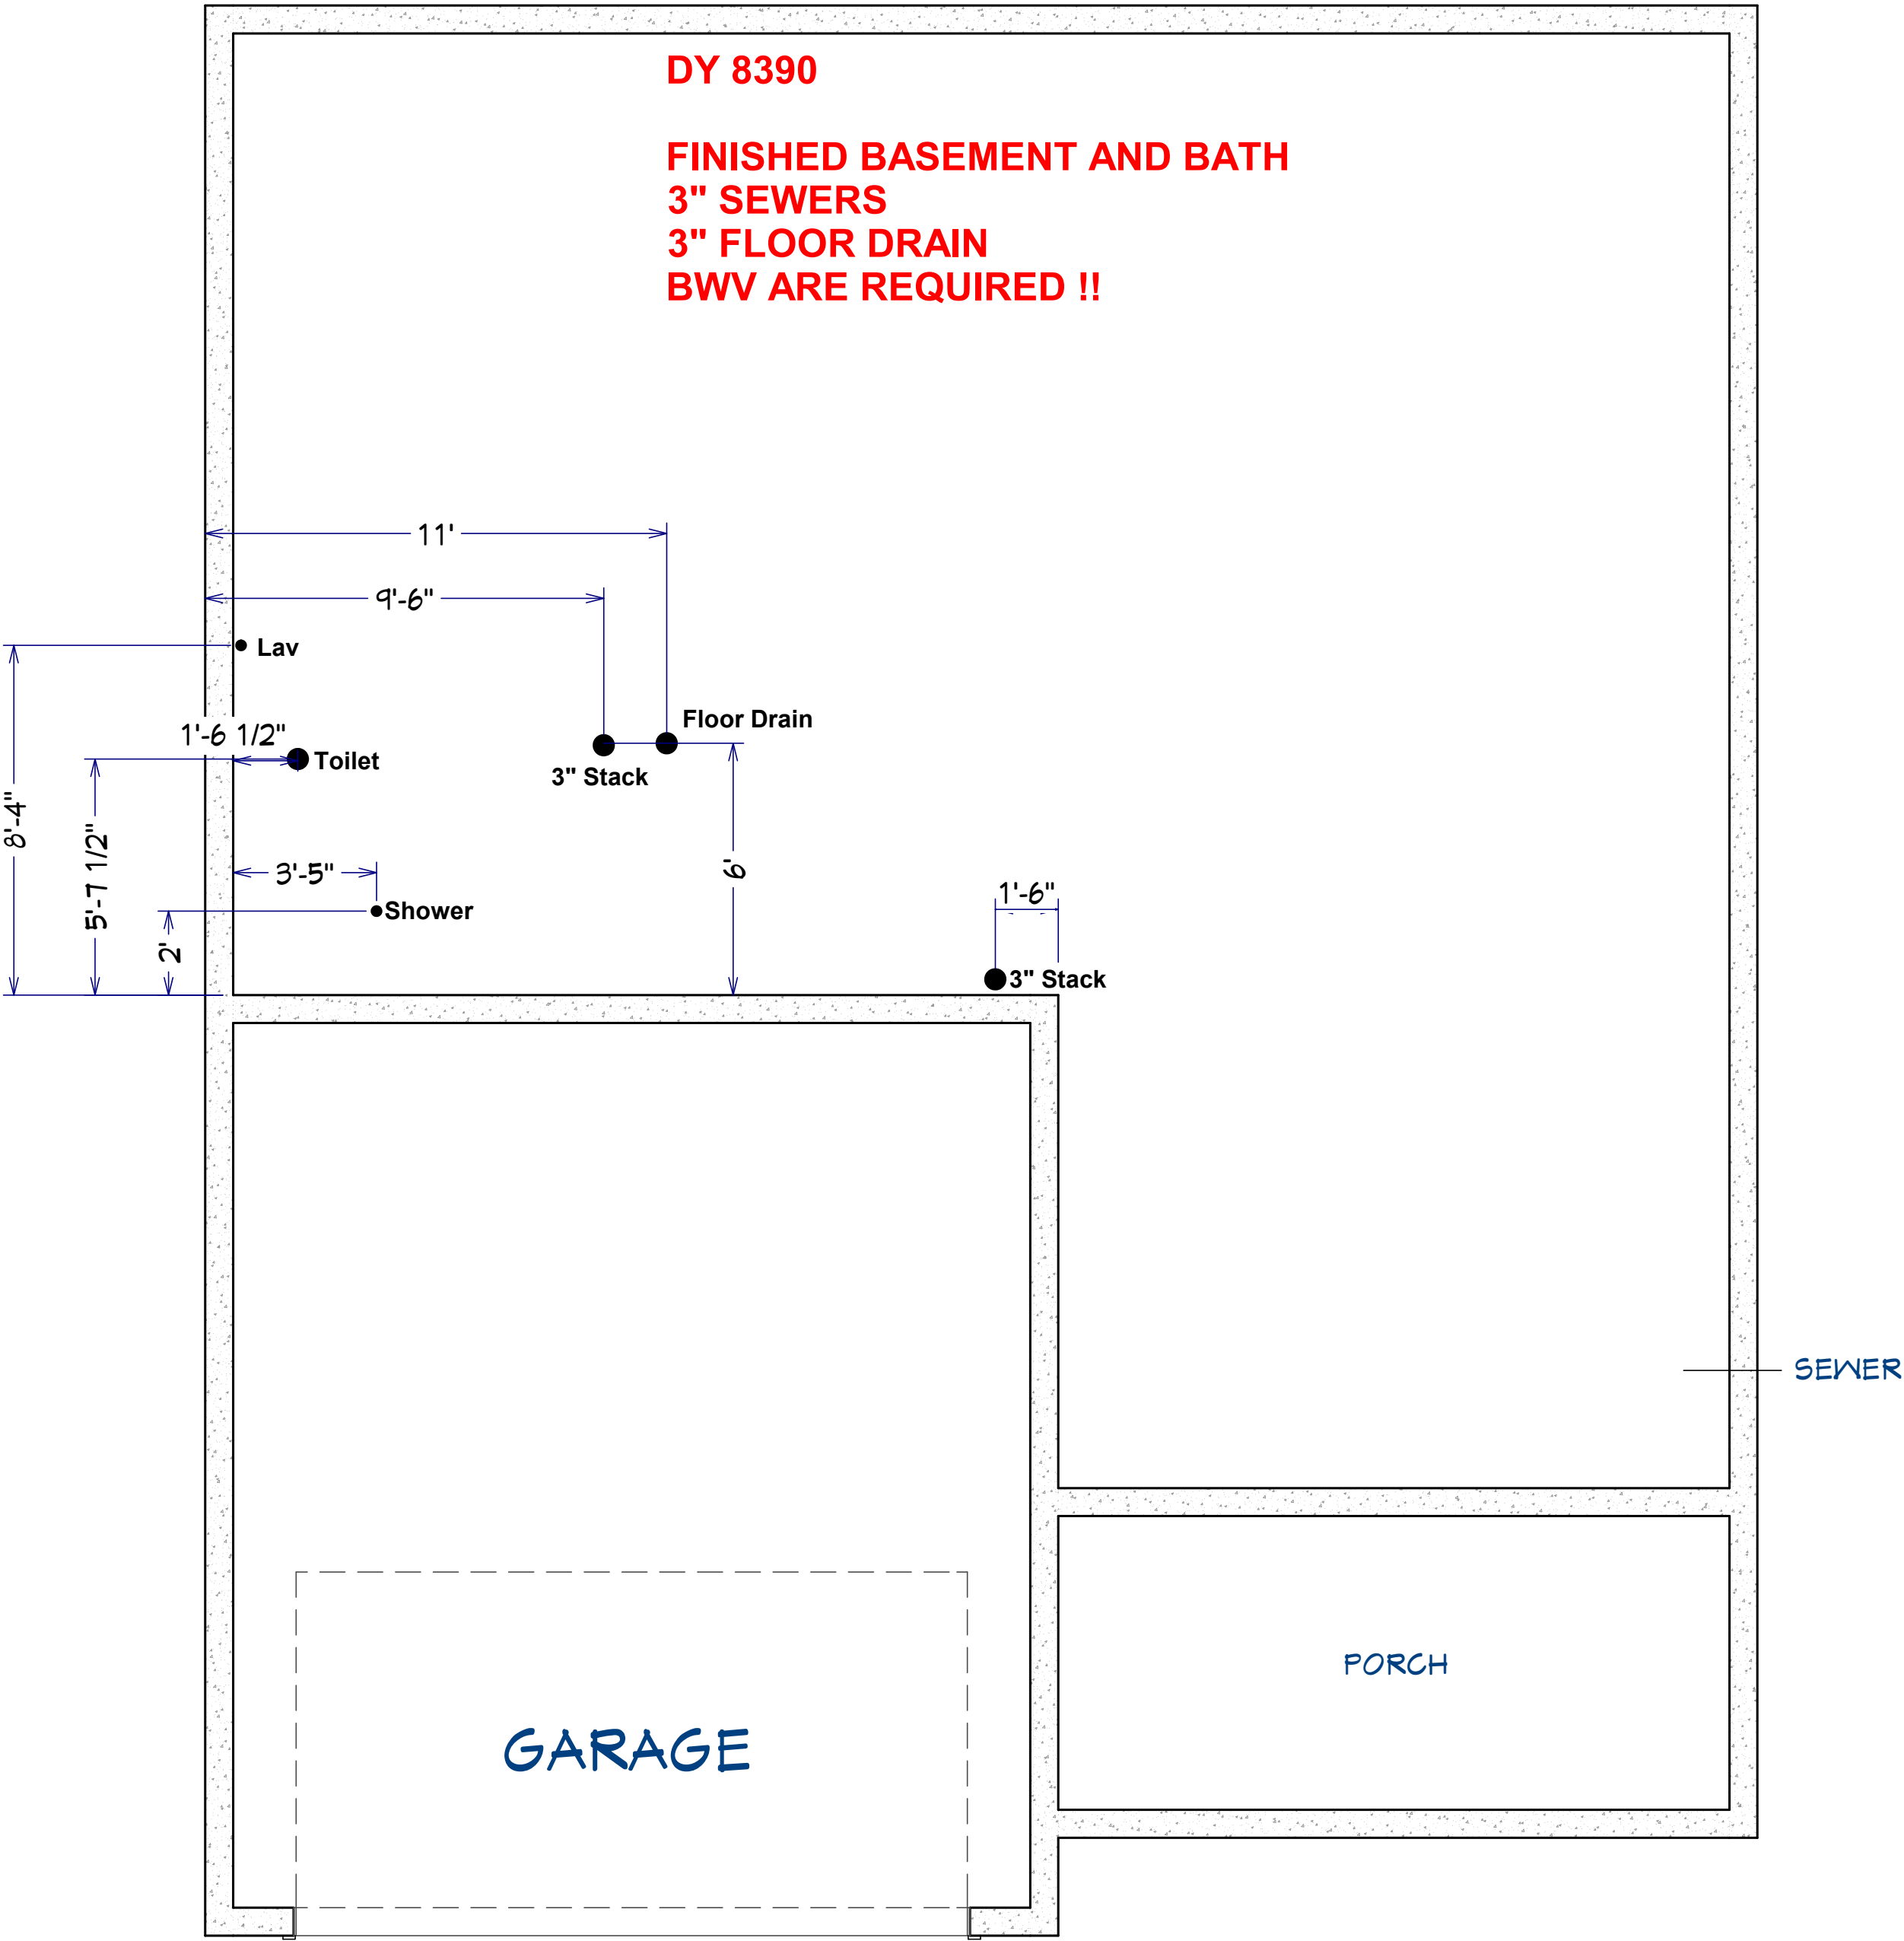 DY 8390
FINISHED BASEMENT AND BATH
3" SEWERS
3" FLOOR DRAIN
BWV ARE REQUIRED !!
11'
9'-6"
Lav
Floor Drain
1'-6 1/2"
Toilet
3" Stack
8'-4"
5'-7 1/2"
3'-5"
6'
1'-6"
Shower
2'
3" Stack
SEWER
PORCH
GARAGE